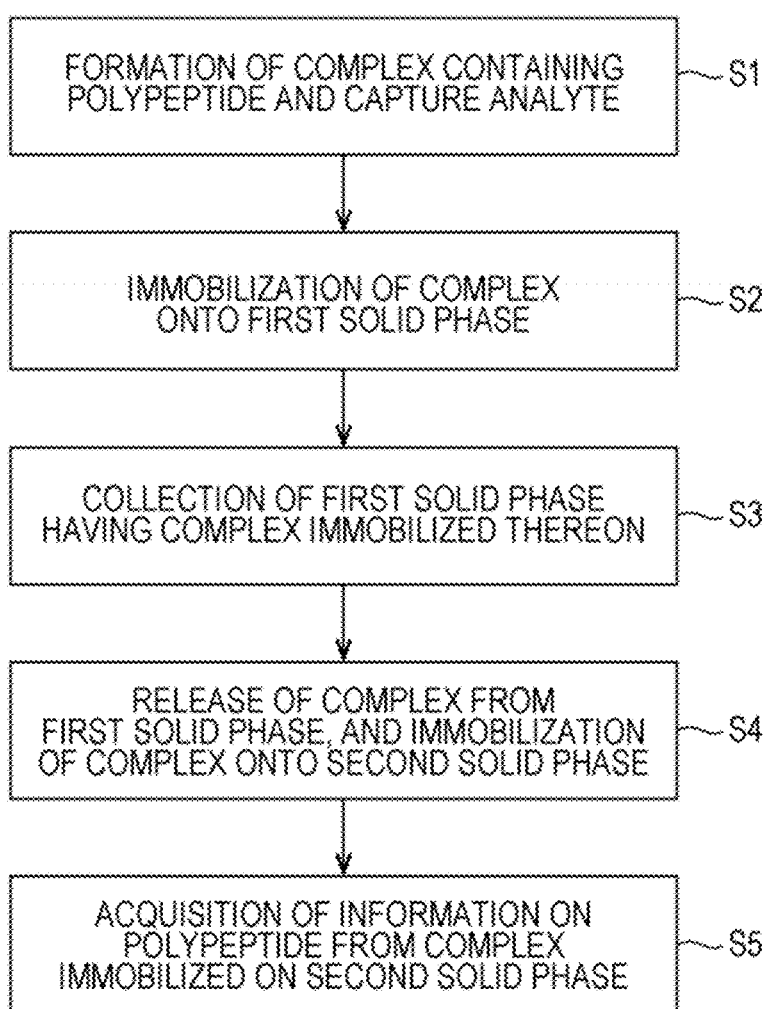 FORMATION OF COMPLEX CONTAINING
POLYPEPTIDE AND CAPTURE ANALYTE
S1
IMMOBILIZATION OF COMPLEX
ONTO FIRST SOLID PHASE
S2
COLLECTION OF FIRST SOLID PHASE
HAVING COMPLEX IMMOBILIZED THEREON
S3
RELEASE OF COMPLEX FROM
FIRST SOLID PHASE, AND IMMOBILIZATION
OF COMPLEX ONTO SECOND SOLID PHASE
S4
ACQUISITION OF INFORMATION ON
POLYPEPTIDE FROM COMPLEX
IMMOBILIZED ON SECOND SOLID PHASE
S5